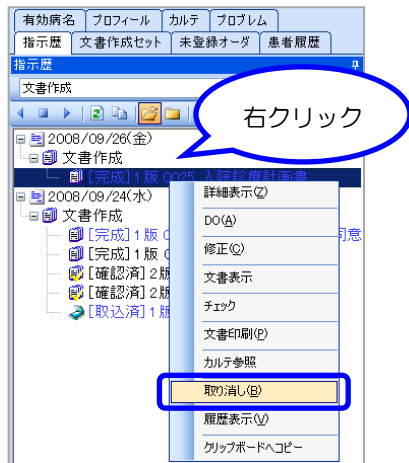 有効病名 プロフィール カルテ プロブレム
指示歴 文書作成セット 未登録オーダ 患者履歴
指示歴
文書作成
右クリック
2008/09/26(金)
文書作成
[完成]1版 0025 入院診療計画書
2008/09/24(水)
文書作成
[完成]1版 同意
[完成]1版
[確認済]2版
[確認済]2版
[取込済]1版
詳細表示(Z)
DO(A)
修正(C)
文書表示
チェック
文書印刷(P)
カルテ参照
取り消し(B)
履歴表示(V)
クリップボードへコピー